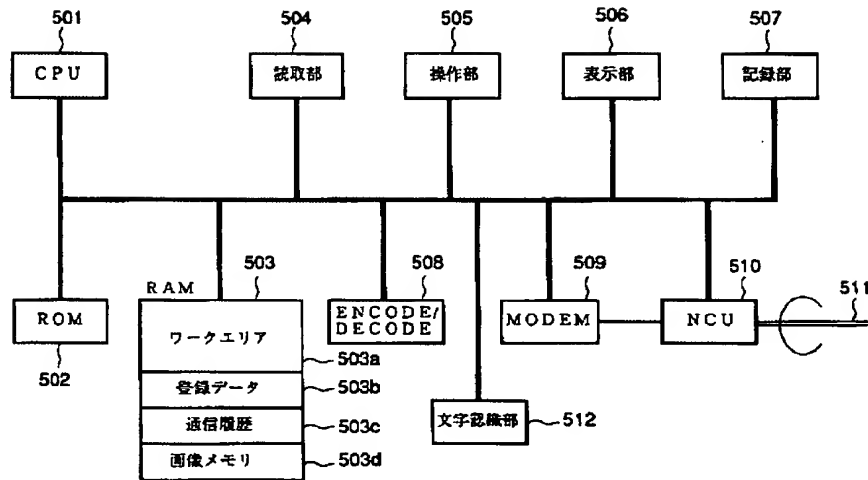 501
504
505
506
507
CPU
読取部
操作部
表示部
記録部
RAM
503
508
509
510
511
ROM
502
ワークエリア
503a
登録データ
503b
通信履歴
503c
画像メモリ
503d
ENCODE/
DECODE
MODEM
NCU
文字認識部
512